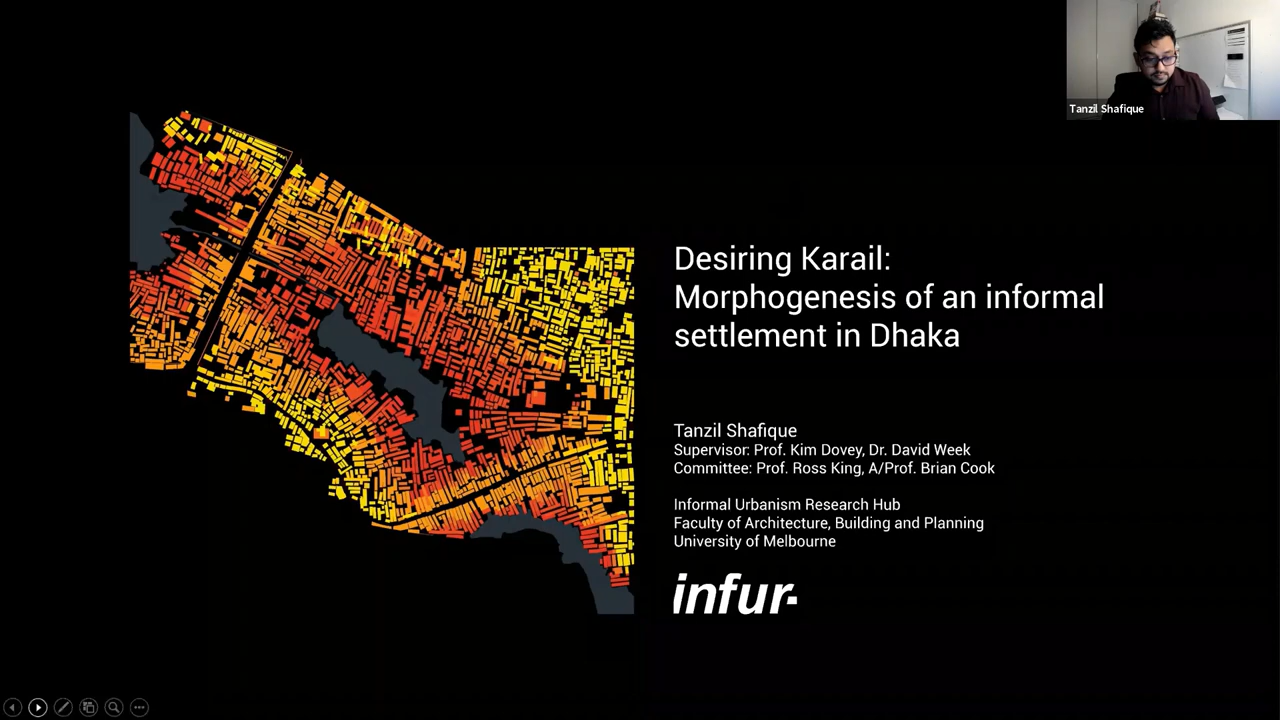 Tanzil Shafique
Desiring Karail:
Morphogenesis of an informal
settlement in Dhaka
Tanzil Shafique
Supervisor: Prof. Kim Dovey, Dr. David Week
Committee: Prof. Ross King, A/Prof. Brian Cook
Informal Urbanism Research Hub
Faculty of Architecture, Building and Planning
University of Melbourne
infur-